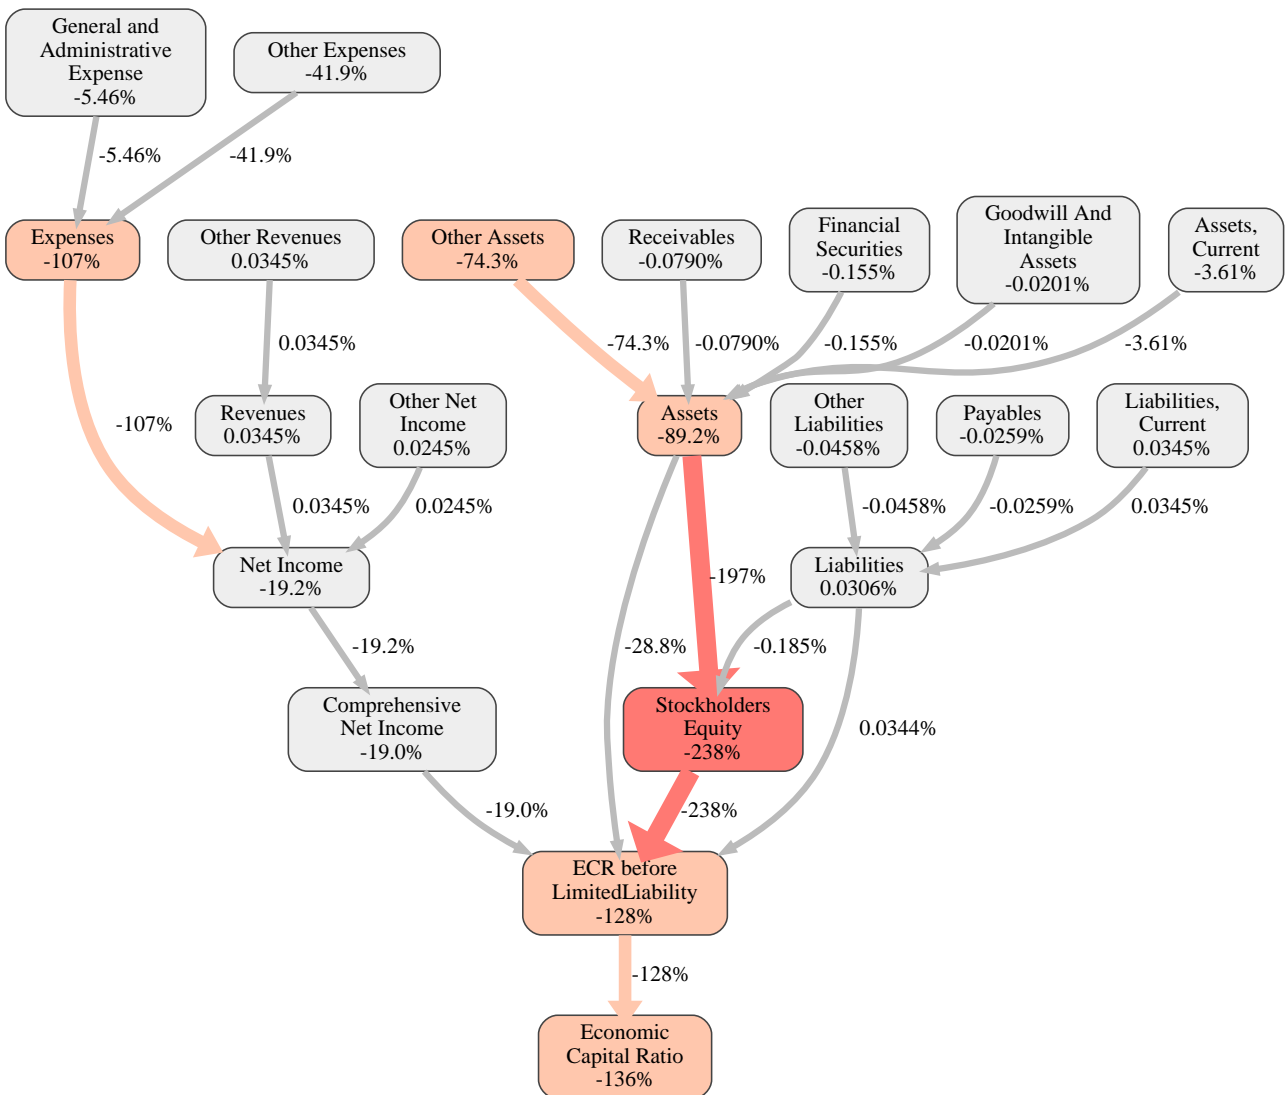 General and
Administrative
Expense
-5.46%
Other Expenses
-41.9%
-5.46%
-41.9%
Expenses
-107%
Other Revenues
0.0345%
Other Assets
-74.3%
Receivables
-0.0790%
Financial
Securities
-0.155%
Goodwill And
Intangible
Assets
-0.0201%
Assets,
Current
-3.61%
0.0345%
-74.3%
-0.0790%
-0.155%
-0.0201%
-3.61%
-107%
Revenues
0.0345%
Other Net
Income
0.0245%
Assets
-89.2%
Other
Liabilities
-0.0458%
Payables
-0.0259%
Liabilities,
Current
0.0345%
0.0345%
0.0245%
-0.0458%
-0.0259%
0.0345%
Net Income
-19.2%
-197%
Liabilities
0.0306%
-19.2%
-28.8%
-0.185%
Comprehensive
Net Income
-19.0%
Stockholders
Equity
-238%
0.0344%
-19.0%
-238%
ECR before
LimitedLiability
-128%
-128%
Economic
Capital Ratio
-136%